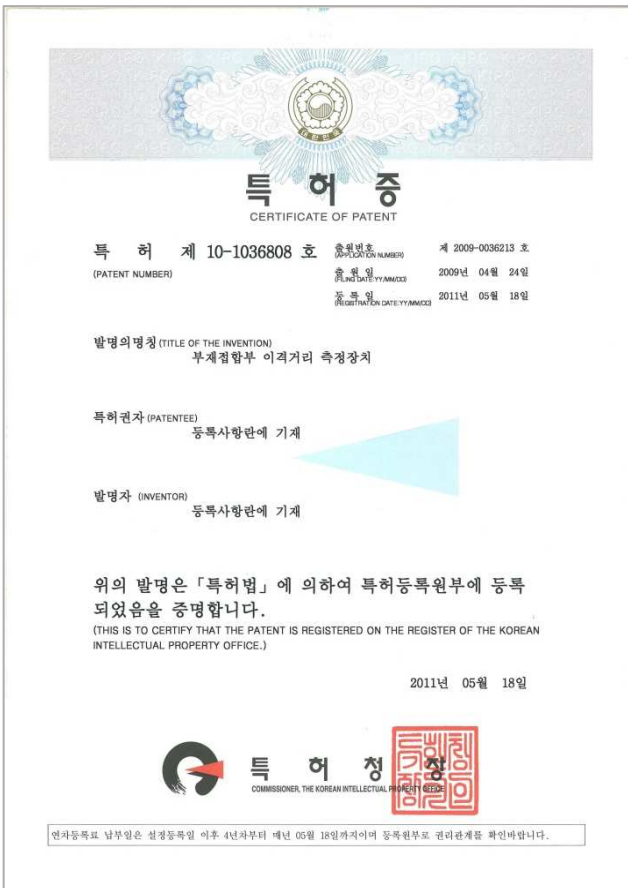 대한민국
특허증
CERTIFICATE OF PATENT
특 허 제 10-1036808 호
(PATENT NUMBER)
출원번호 제 2009-0036213 호
(APPLICATION NUMBER)
출원일 2009년 04월 24일
(FILING DATE:YY/MM/DD)
등록일 2011년 05월 18일
(REGISTRATION DATE:YY/MM/DD)
발명의명칭 (TITLE OF THE INVENTION)
부재접합부 이격거리 측정장치
특허권자 (PATENTEE)
등록사항란에 기재
발명자 (INVENTOR)
등록사항란에 기재
위의 발명은 「특허법」에 의하여 특허등록원부에 등록
되었음을 증명합니다.
(THIS IS TO CERTIFY THAT THE PATENT IS REGISTERED ON THE REGISTER OF THE KOREAN
INTELLECTUAL PROPERTY OFFICE.)
2011년 05월 18일
특 허 청 장
COMMISSIONER, THE KOREAN INTELLECTUAL PROPERTY OFFICE
연차등록료 납부일은 설정등록일 이후 4년차부터 매년 05월 18일까지이며 등록원부로 권리관계를 확인바랍니다.